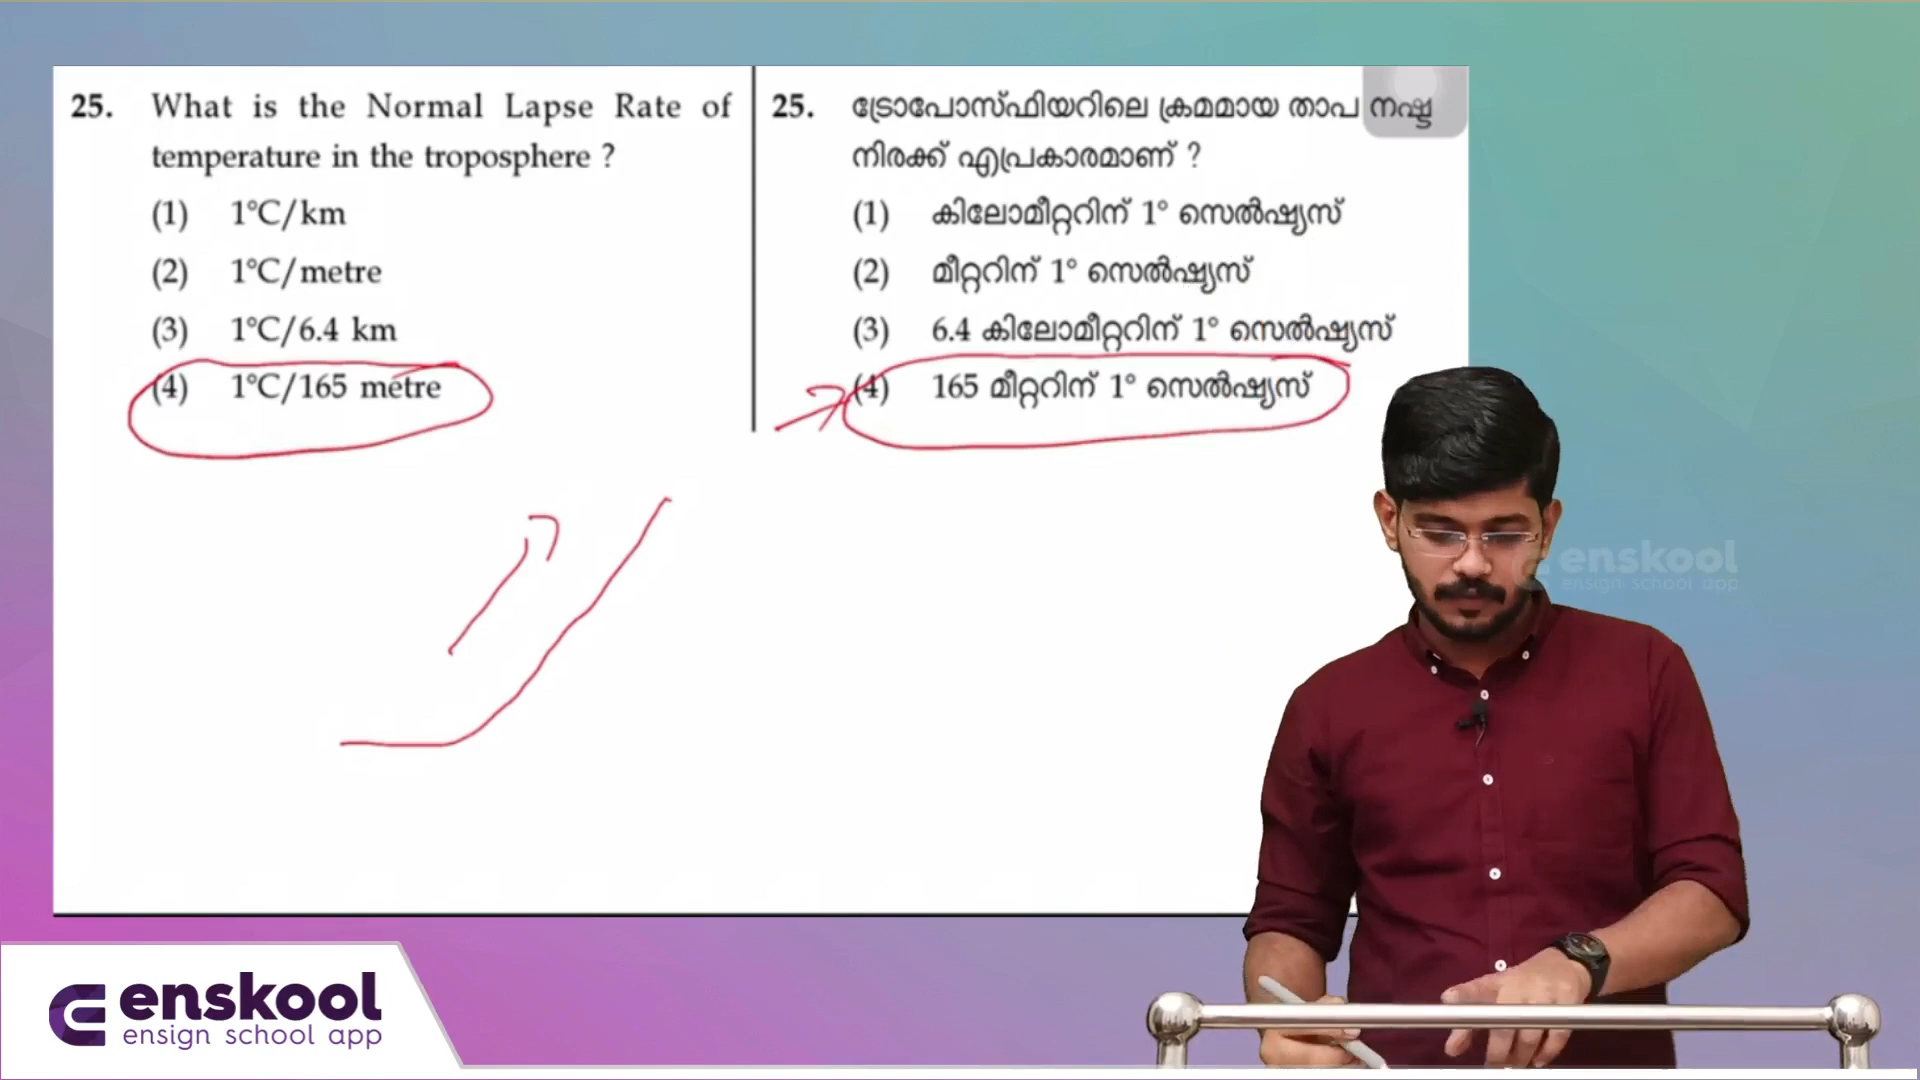 25. What is the Normal Lapse Rate of
temperature in the troposphere ?
(1) 1°C/km
(2) 1°C/metre
(3) 1°C/6.4 km
(4) 1°C/165 metre
25. ട്രോപോസ്ഫിയറിലെ ക്രമമായ താപ നഷ്ട
നിരക്ക് എപ്രകാരമാണ് ?
(1) കിലോമീറ്ററിന് 1° സെൽഷ്യസ്
(2) മീറ്ററിന് 1° സെൽഷ്യസ്
(3) 6.4 കിലോമീറ്ററിന് 1° സെൽഷ്യസ്
(4) 165 മീറ്ററിന് 1° സെൽഷ്യസ്
enskool
ensign school app
enskool
ensign school app